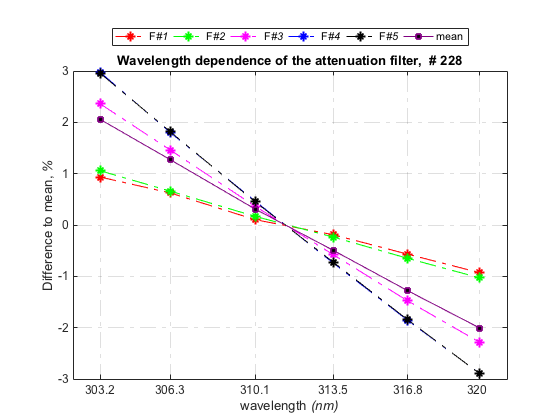 F#1 F#2 F#3 F#4 F#5 mean
Wavelength dependence of the attenuation filter, # 228
3
2
1
0
-1
-2
-3
Difference to mean, %
303.2 306.3 310.1 313.5 316.8 320
wavelength (nm)